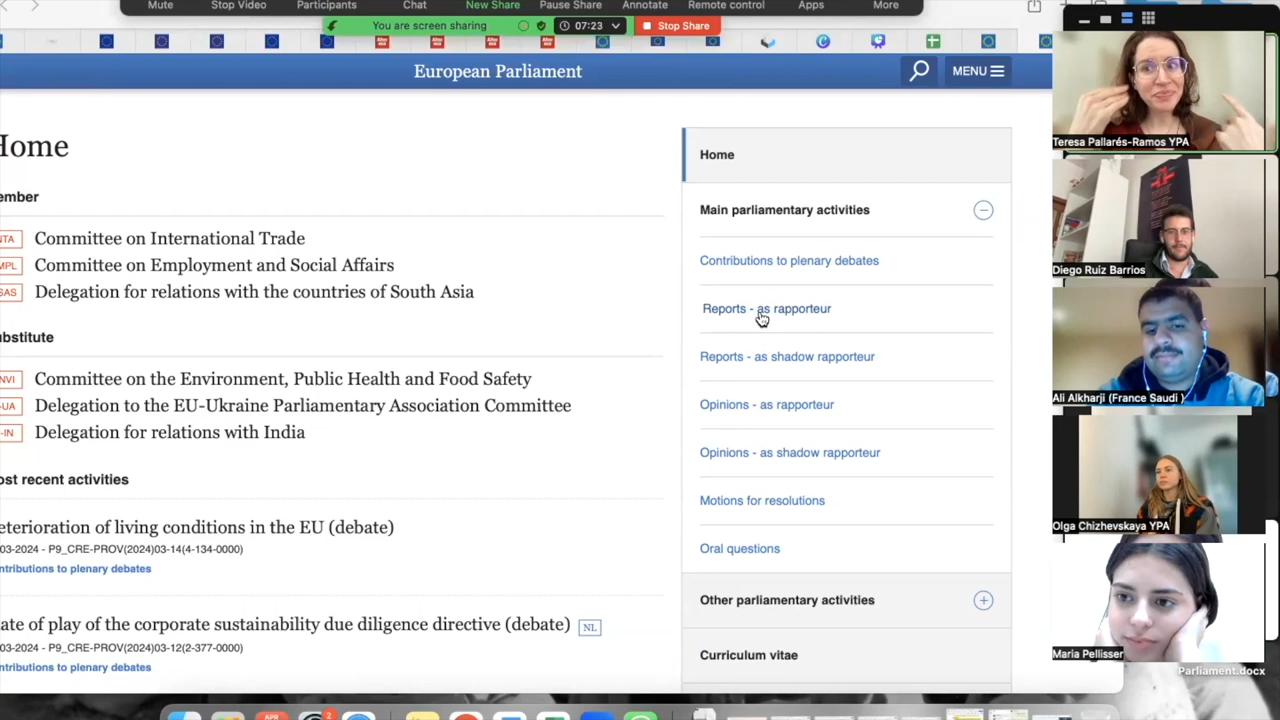 Mute Stop Video Participants Chat New Share Pause Share Annotate Remote control Apps More
You are screen sharing 07:23 Stop Share
European Parliament
MENU
Home
ember
NTA Committee on International Trade
MPL Committee on Employment and Social Affairs
SAS Delegation for relations with the countries of South Asia
ubstitute
NVI Committee on the Environment, Public Health and Food Safety
-UA Delegation to the EU-Ukraine Parliamentary Association Committee
-IN Delegation for relations with India
ost recent activities
eterioration of living conditions in the EU (debate)
03-2024 - P9_CRE-PROV(2024)03-14(4-134-0000)
ntributions to plenary debates
ate of play of the corporate sustainability due diligence directive (debate) NL
03-2024 - P9_CRE-PROV(2024)03-12(2-377-0000)
ntributions to plenary debates
Home
Main parliamentary activities
Contributions to plenary debates
Reports - as rapporteur
Reports - as shadow rapporteur
Opinions - as rapporteur
Opinions - as shadow rapporteur
Motions for resolutions
Oral questions
Other parliamentary activities
Curriculum vitae
Teresa Pallarés-Ramos YPA
Diego Ruiz Barrios
Ali Alkharji (France Saudi )
Olga Chizhevskaya YPA
Maria Pellisser
Parliament.docx
APR
2